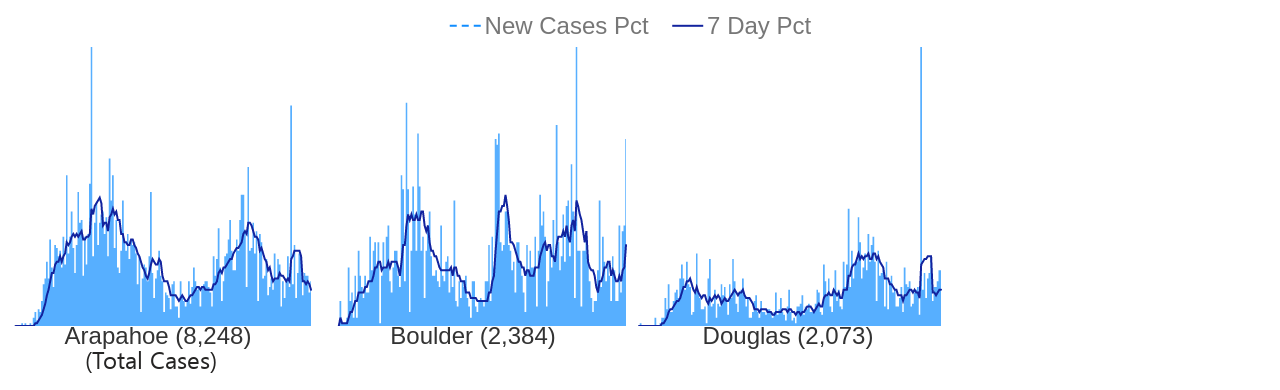 New Cases Pct 7 Day Pct
Arapahoe (8,248) Boulder (2,384) Douglas (2,073)
(Total Cases)